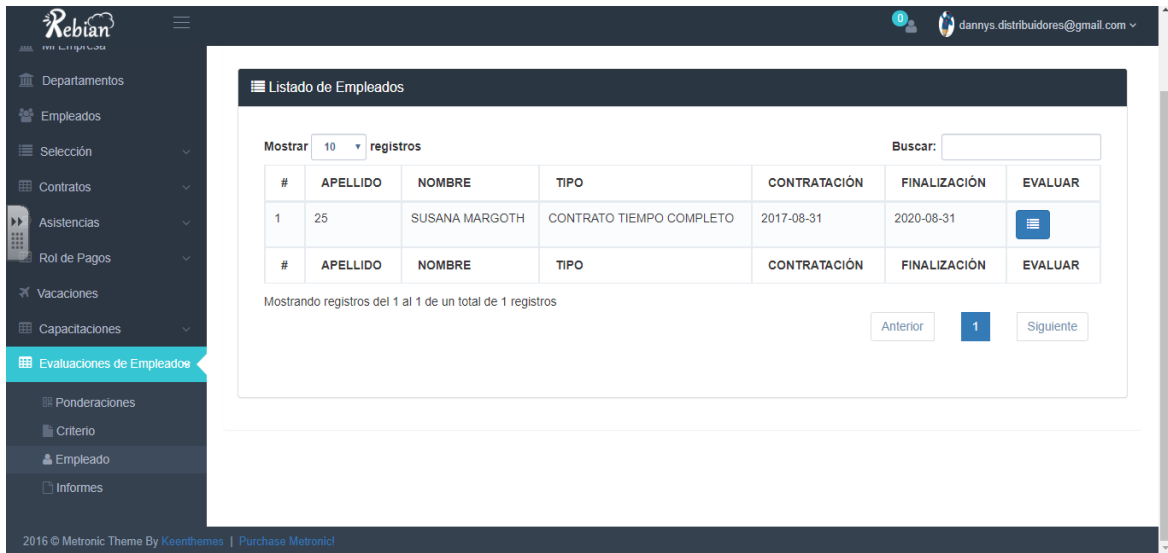 Rebian
0
dannys.distribuidores@gmail.com
Mi Empresa
Departamentos
Empleados
Selección
Contratos
Asistencias
Rol de Pagos
Vacaciones
Capacitaciones
Evaluaciones de Empleados
Ponderaciones
Criterio
Empleado
Informes
Listado de Empleados
Mostrar 10 registros Buscar:
# APELLIDO NOMBRE TIPO CONTRATACIÓN FINALIZACIÓN EVALUAR
1 25 SUSANA MARGOTH CONTRATO TIEMPO COMPLETO 2017-08-31 2020-08-31
# APELLIDO NOMBRE TIPO CONTRATACIÓN FINALIZACIÓN EVALUAR
Mostrando registros del 1 al 1 de un total de 1 registros
Anterior 1 Siguiente
2016 © Metronic Theme By Keenthemes | Purchase Metronic!